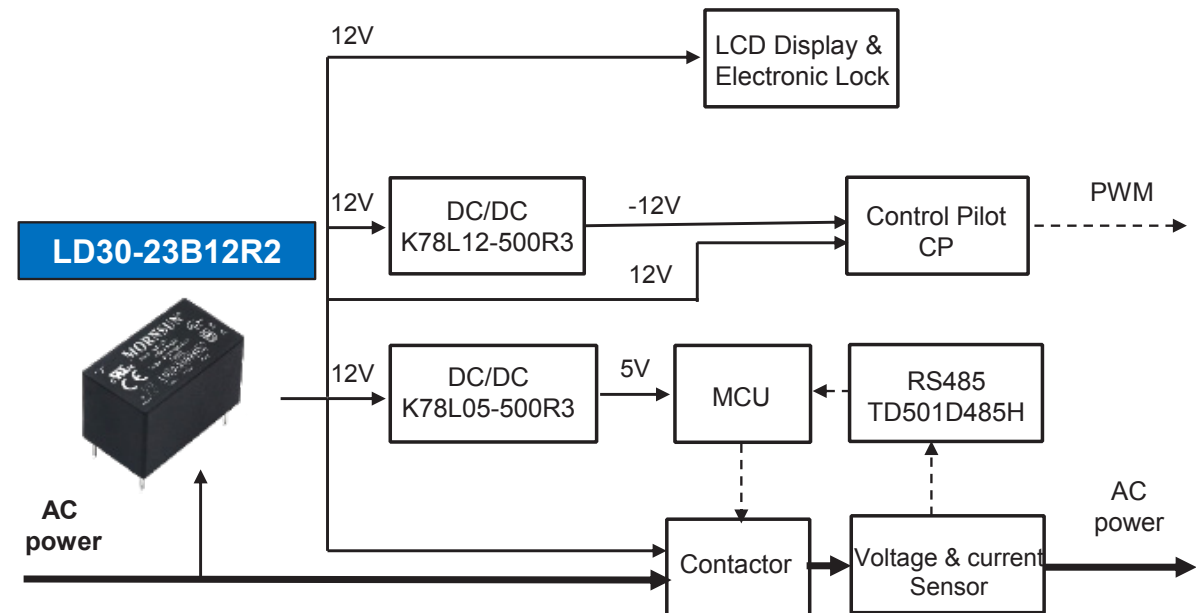 12V
LCD Display &
Electronic Lock
12V
DC/DC
K78L12-500R3
-12V
12V
Control Pilot
CP
PWM
LD30-23B12R2
MORNSUN
12V
DC/DC
K78L05-500R3
5V
MCU
RS485
TD501D485H
AC
power
Contactor
Voltage & current
Sensor
AC
power